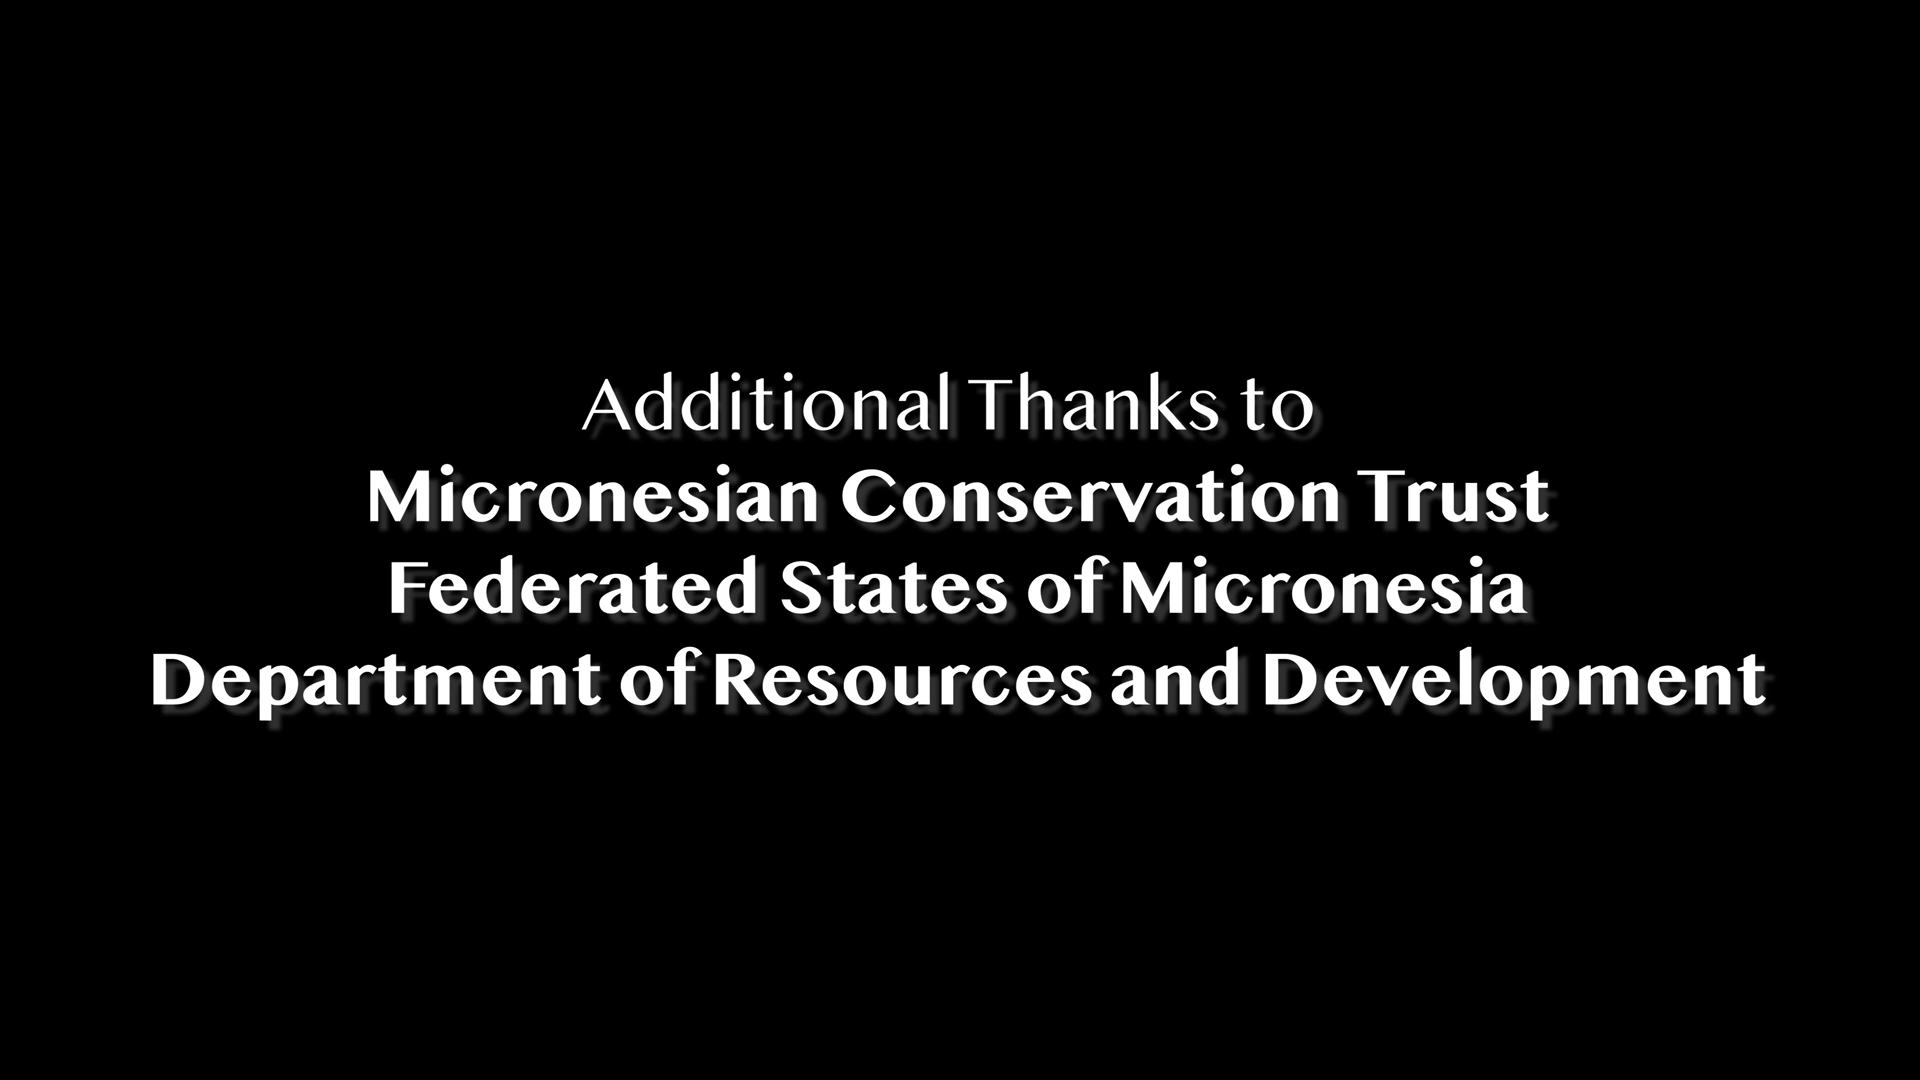 Additional Thanks to
Micronesian Conservation Trust
Federated States of Micronesia
Department of Resources and Development